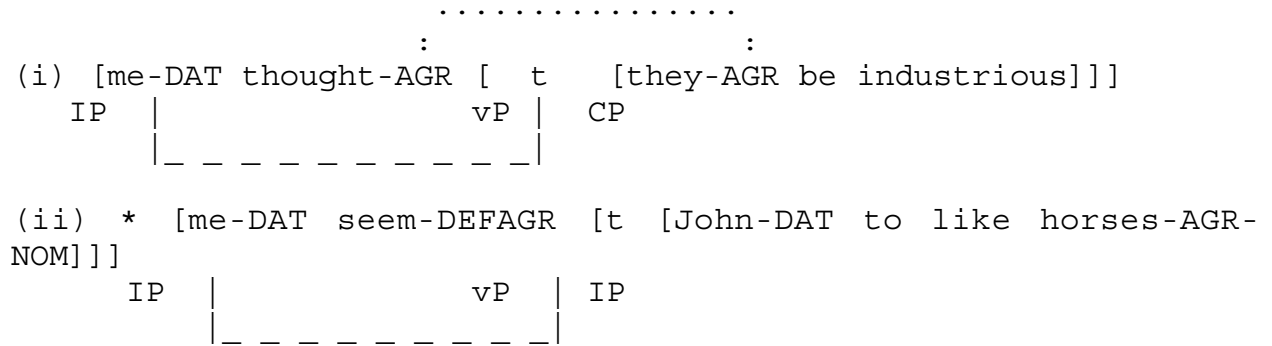 . . . . . . . . . . . . . . . .
: :
(i) [me-DAT thought-AGR [ t [they-AGR be industrious]]]
IP | vP | CP
|_ _ _ _ _ _ _ _ _ _|
(ii) * [me-DAT seem-DEFAGR [t [John-DAT to like horses-AGR-
NOM]]]
IP | vP | IP
|_ _ _ _ _ _ _ _ _|